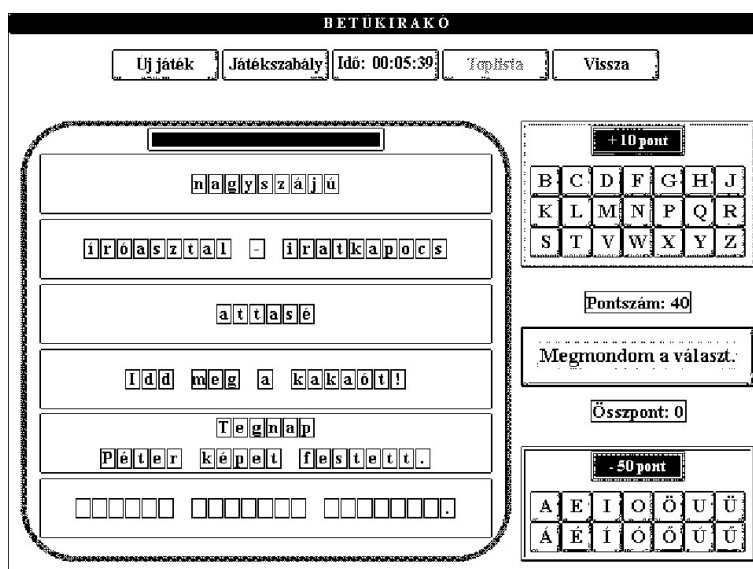 BETŰKIRAKÓ
Új játék Játékszabály Idő: 00:05:39 Toplista Vissza
nagyszájú
íróasztal - iratkapocs
attasé
Idd meg a kakaót!
Tegnap
Péter képet festett.
.
+10 pont
B C D F G H J
K L M N P Q R
S T V W X Y Z
Pontszám: 40
Megmondom a választ.
Összpont: 0
- 50 pont
A E I O Ö U Ü
Á É Í Ó Ő Ú Ű